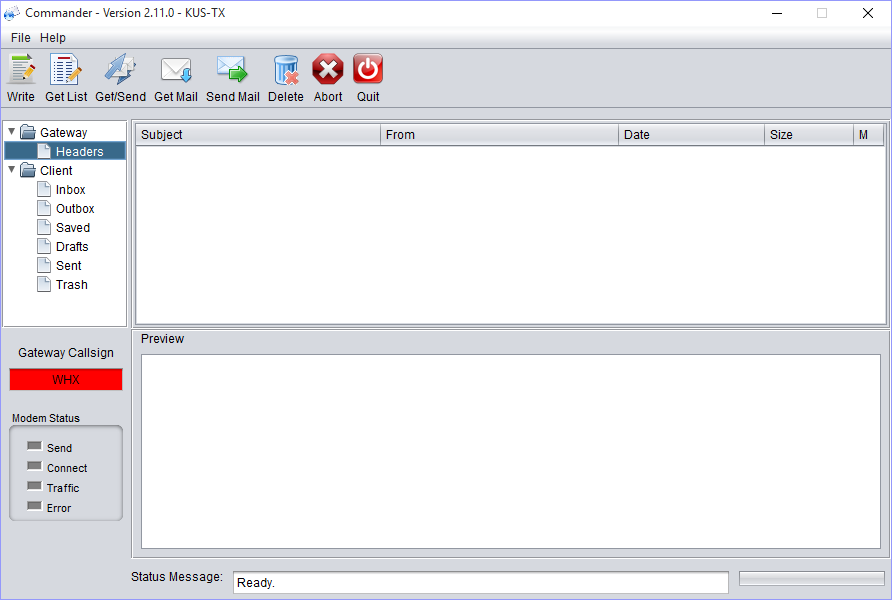 Commander - Version 2.11.0 - KUS-TX
File Help
Write Get List Get/Send Get Mail Send Mail Delete Abort Quit
Gateway
Headers
Client
Inbox
Outbox
Saved
Drafts
Sent
Trash
Subject From Date Size M
Preview
Gateway Callsign
WHX
Modem Status
Send
Connect
Traffic
Error
Status Message: Ready.